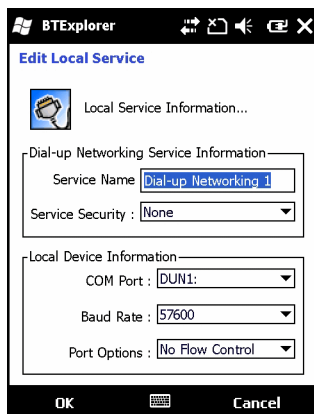 BTExplorer
Edit Local Service
Local Service Information...
Dial-up Networking Service Information
Service Name Dial-up Networking 1
Service Security : None
Local Device Information
COM Port : DUN1:
Baud Rate : 57600
Port Options : No Flow Control
OK Cancel